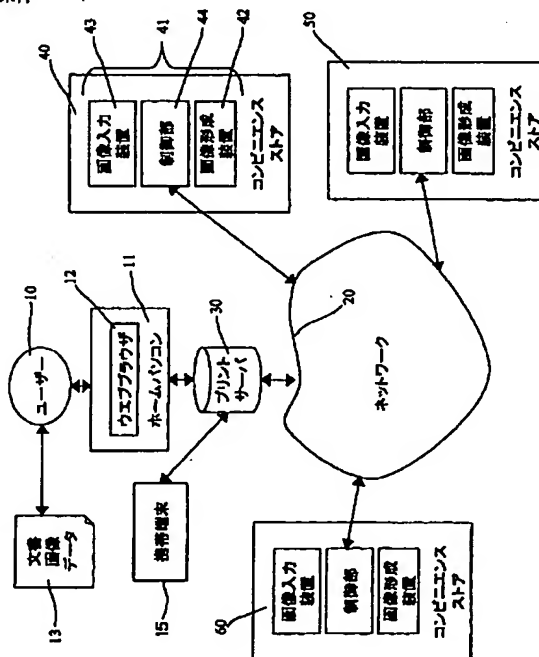 10
ユーザー
12
ウエブブラウザ
11
ホームパソコン
13
文書
画像
データ
15
携帯端末
30
プリント
サーバ
20
ネットワーク
40
41
43
画像入力
装置
44
制御部
42
画像形成
装置
コンビニエンス
ストア
50
画像入力
装置
制御部
画像形成
装置
コンビニエンス
ストア
60
画像入力
装置
制御部
画像形成
装置
コンビニエンス
ストア